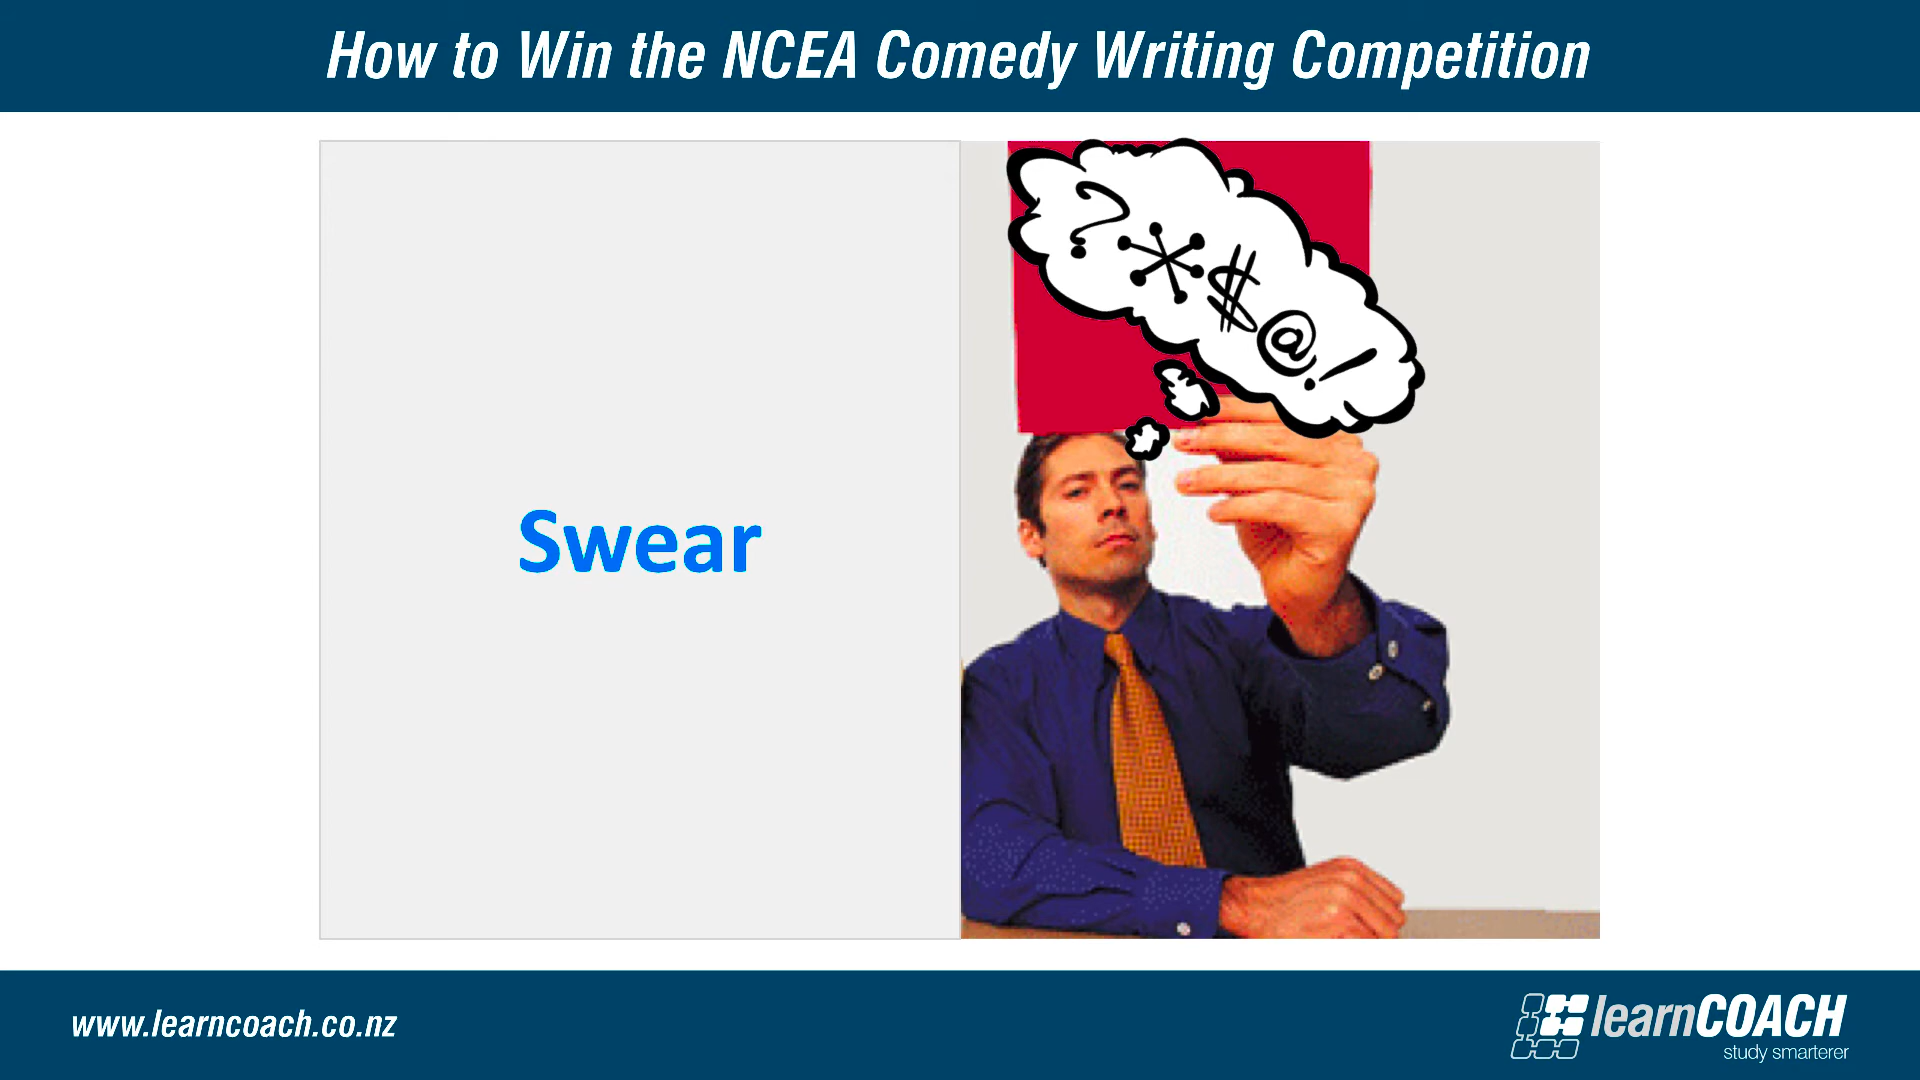 How to Win the NCEA Comedy Writing Competition
?*$@!
Swear
www.learncoach.co.nz
learnCOACH
study smarterer